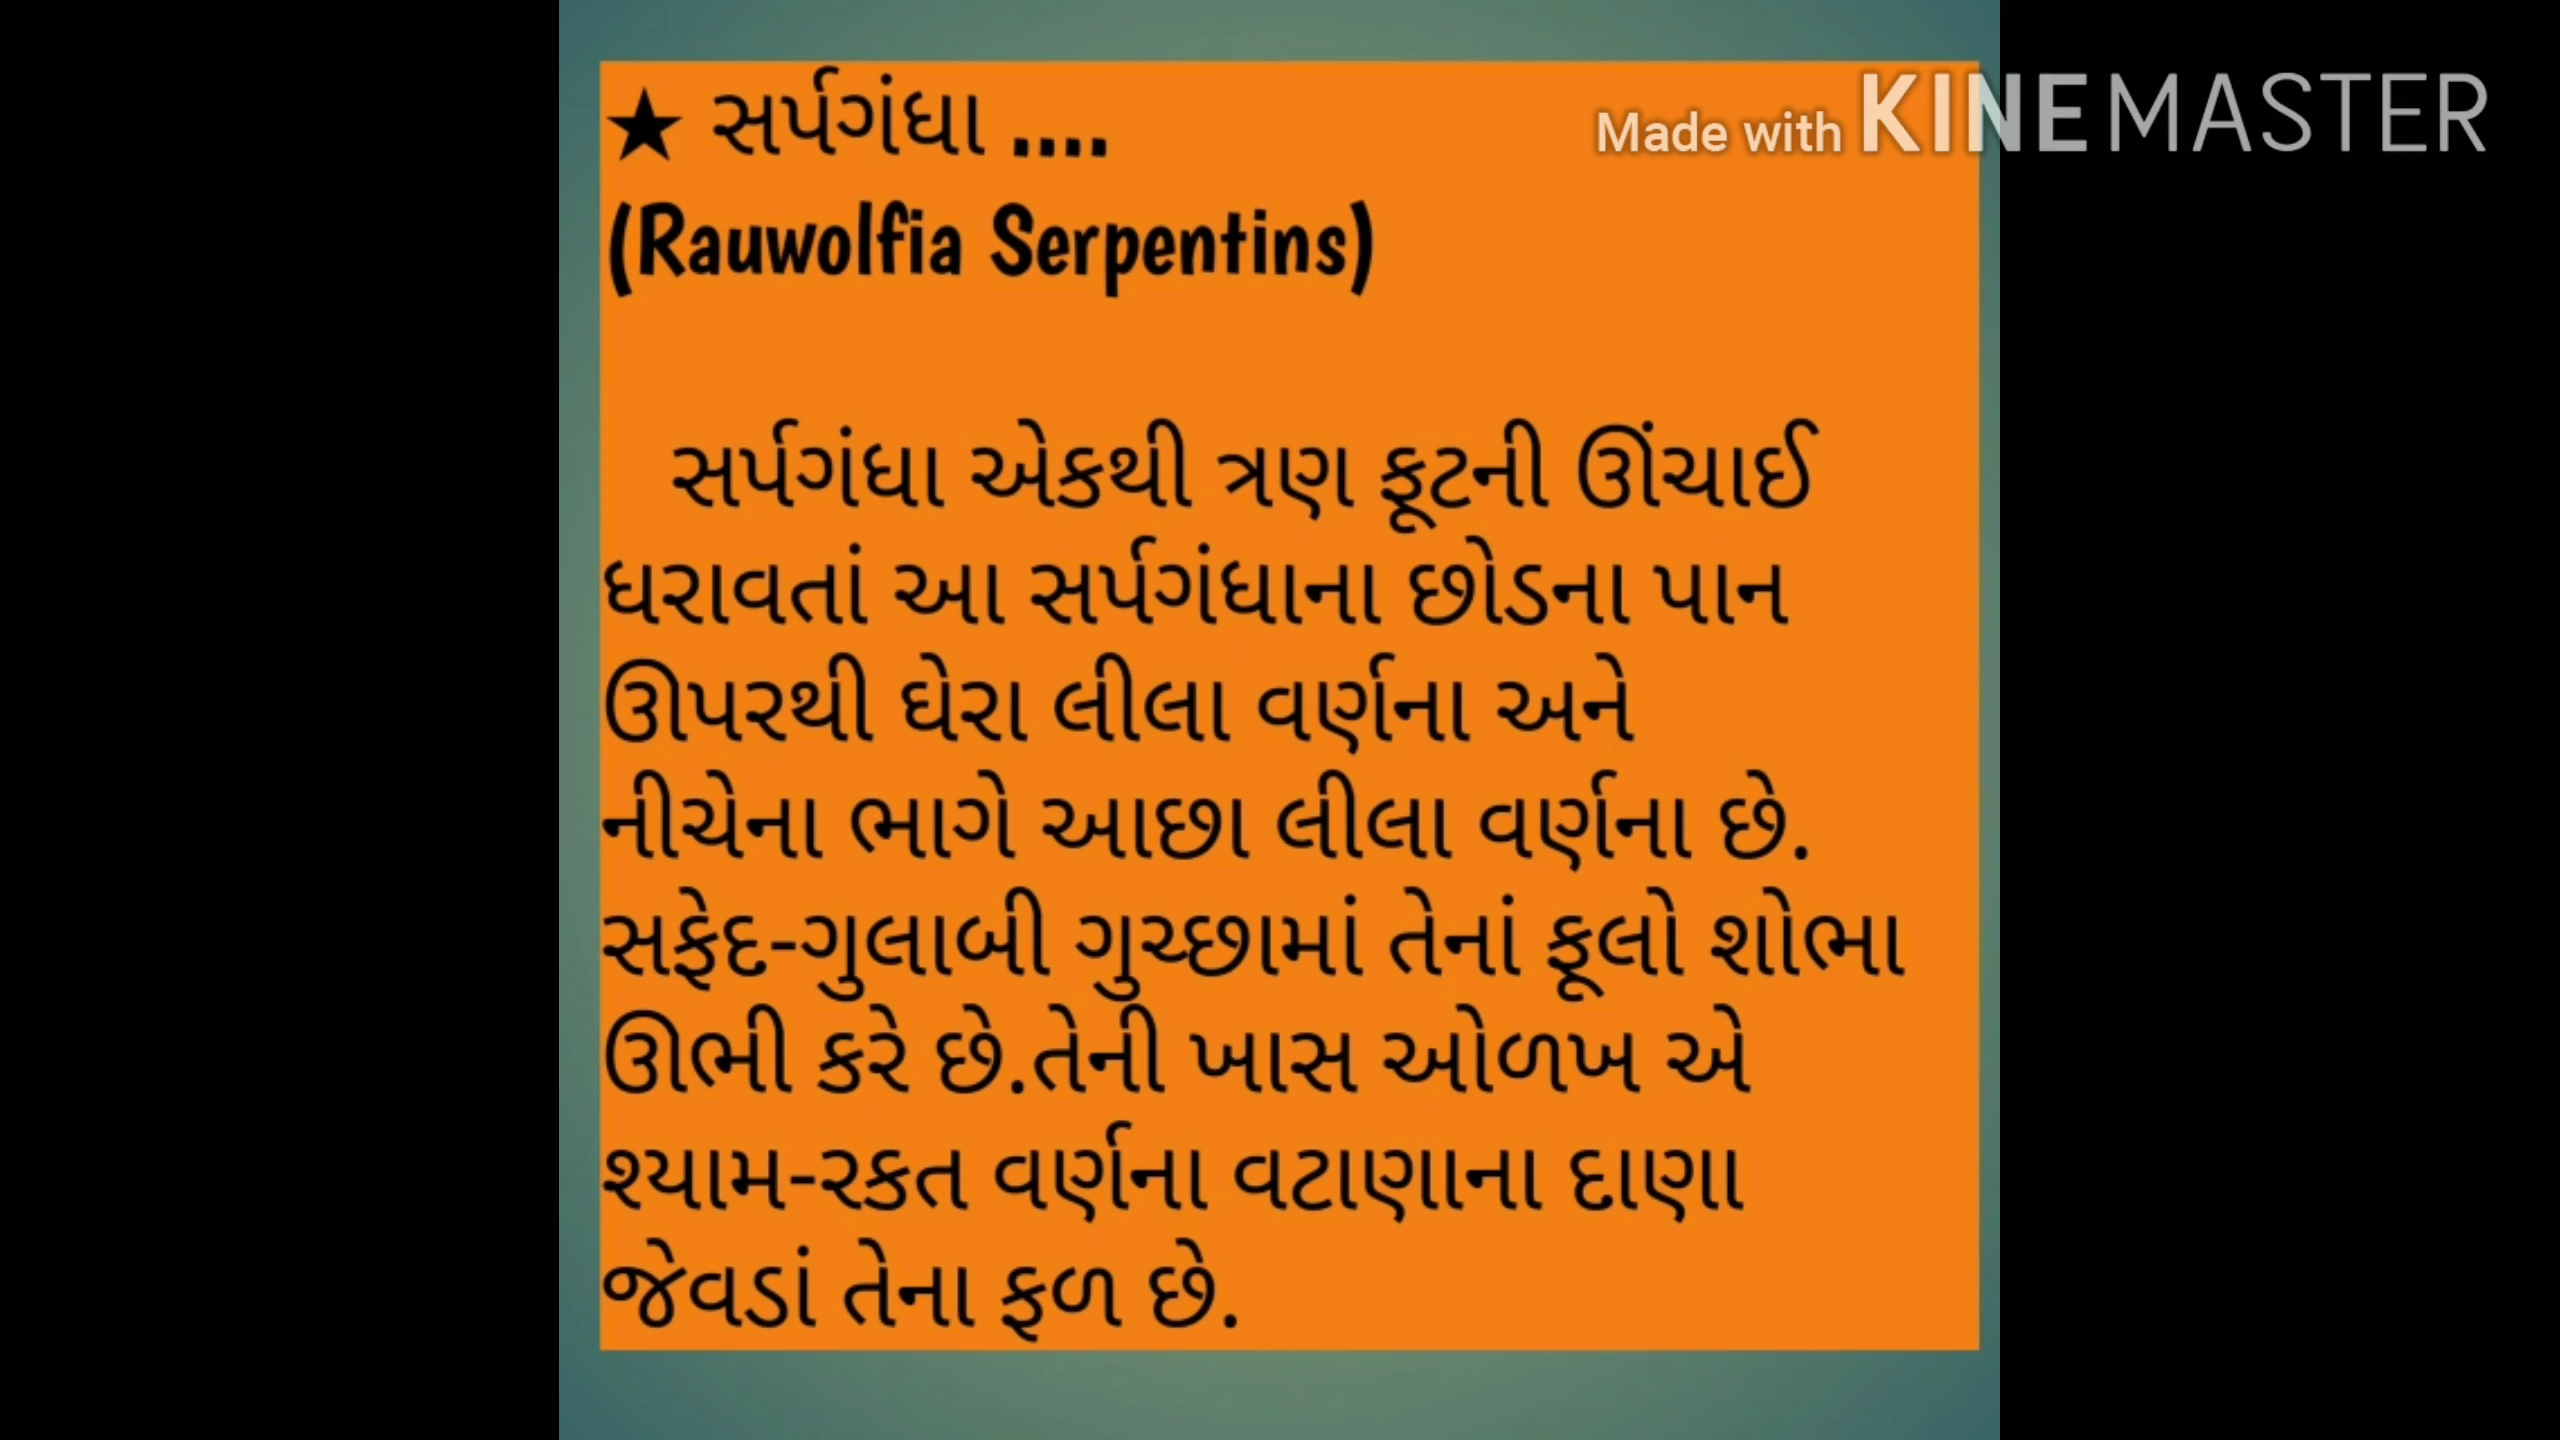 ★ સર્પગંધા ....
Made with KINEMASTER
(Rauwolfia Serpentins)
સર્પગંધા એકથી ત્રણ ફૂટની ઊંચાઈ
ધરાવતાં આ સર્પગંધાના છોડના પાન
ઊપરથી ઘેરા લીલા વર્ણના અને
નીચેના ભાગે આછા લીલા વર્ણના છે.
સફેદ-ગુલાબી ગુચ્છામાં તેનાં ફૂલો શોભા
ઊભી કરે છે.તેની ખાસ ઓળખ એ
શ્યામ-રકત વર્ણના વટાણાના દાણા
જેવડાં તેના ફળ છે.